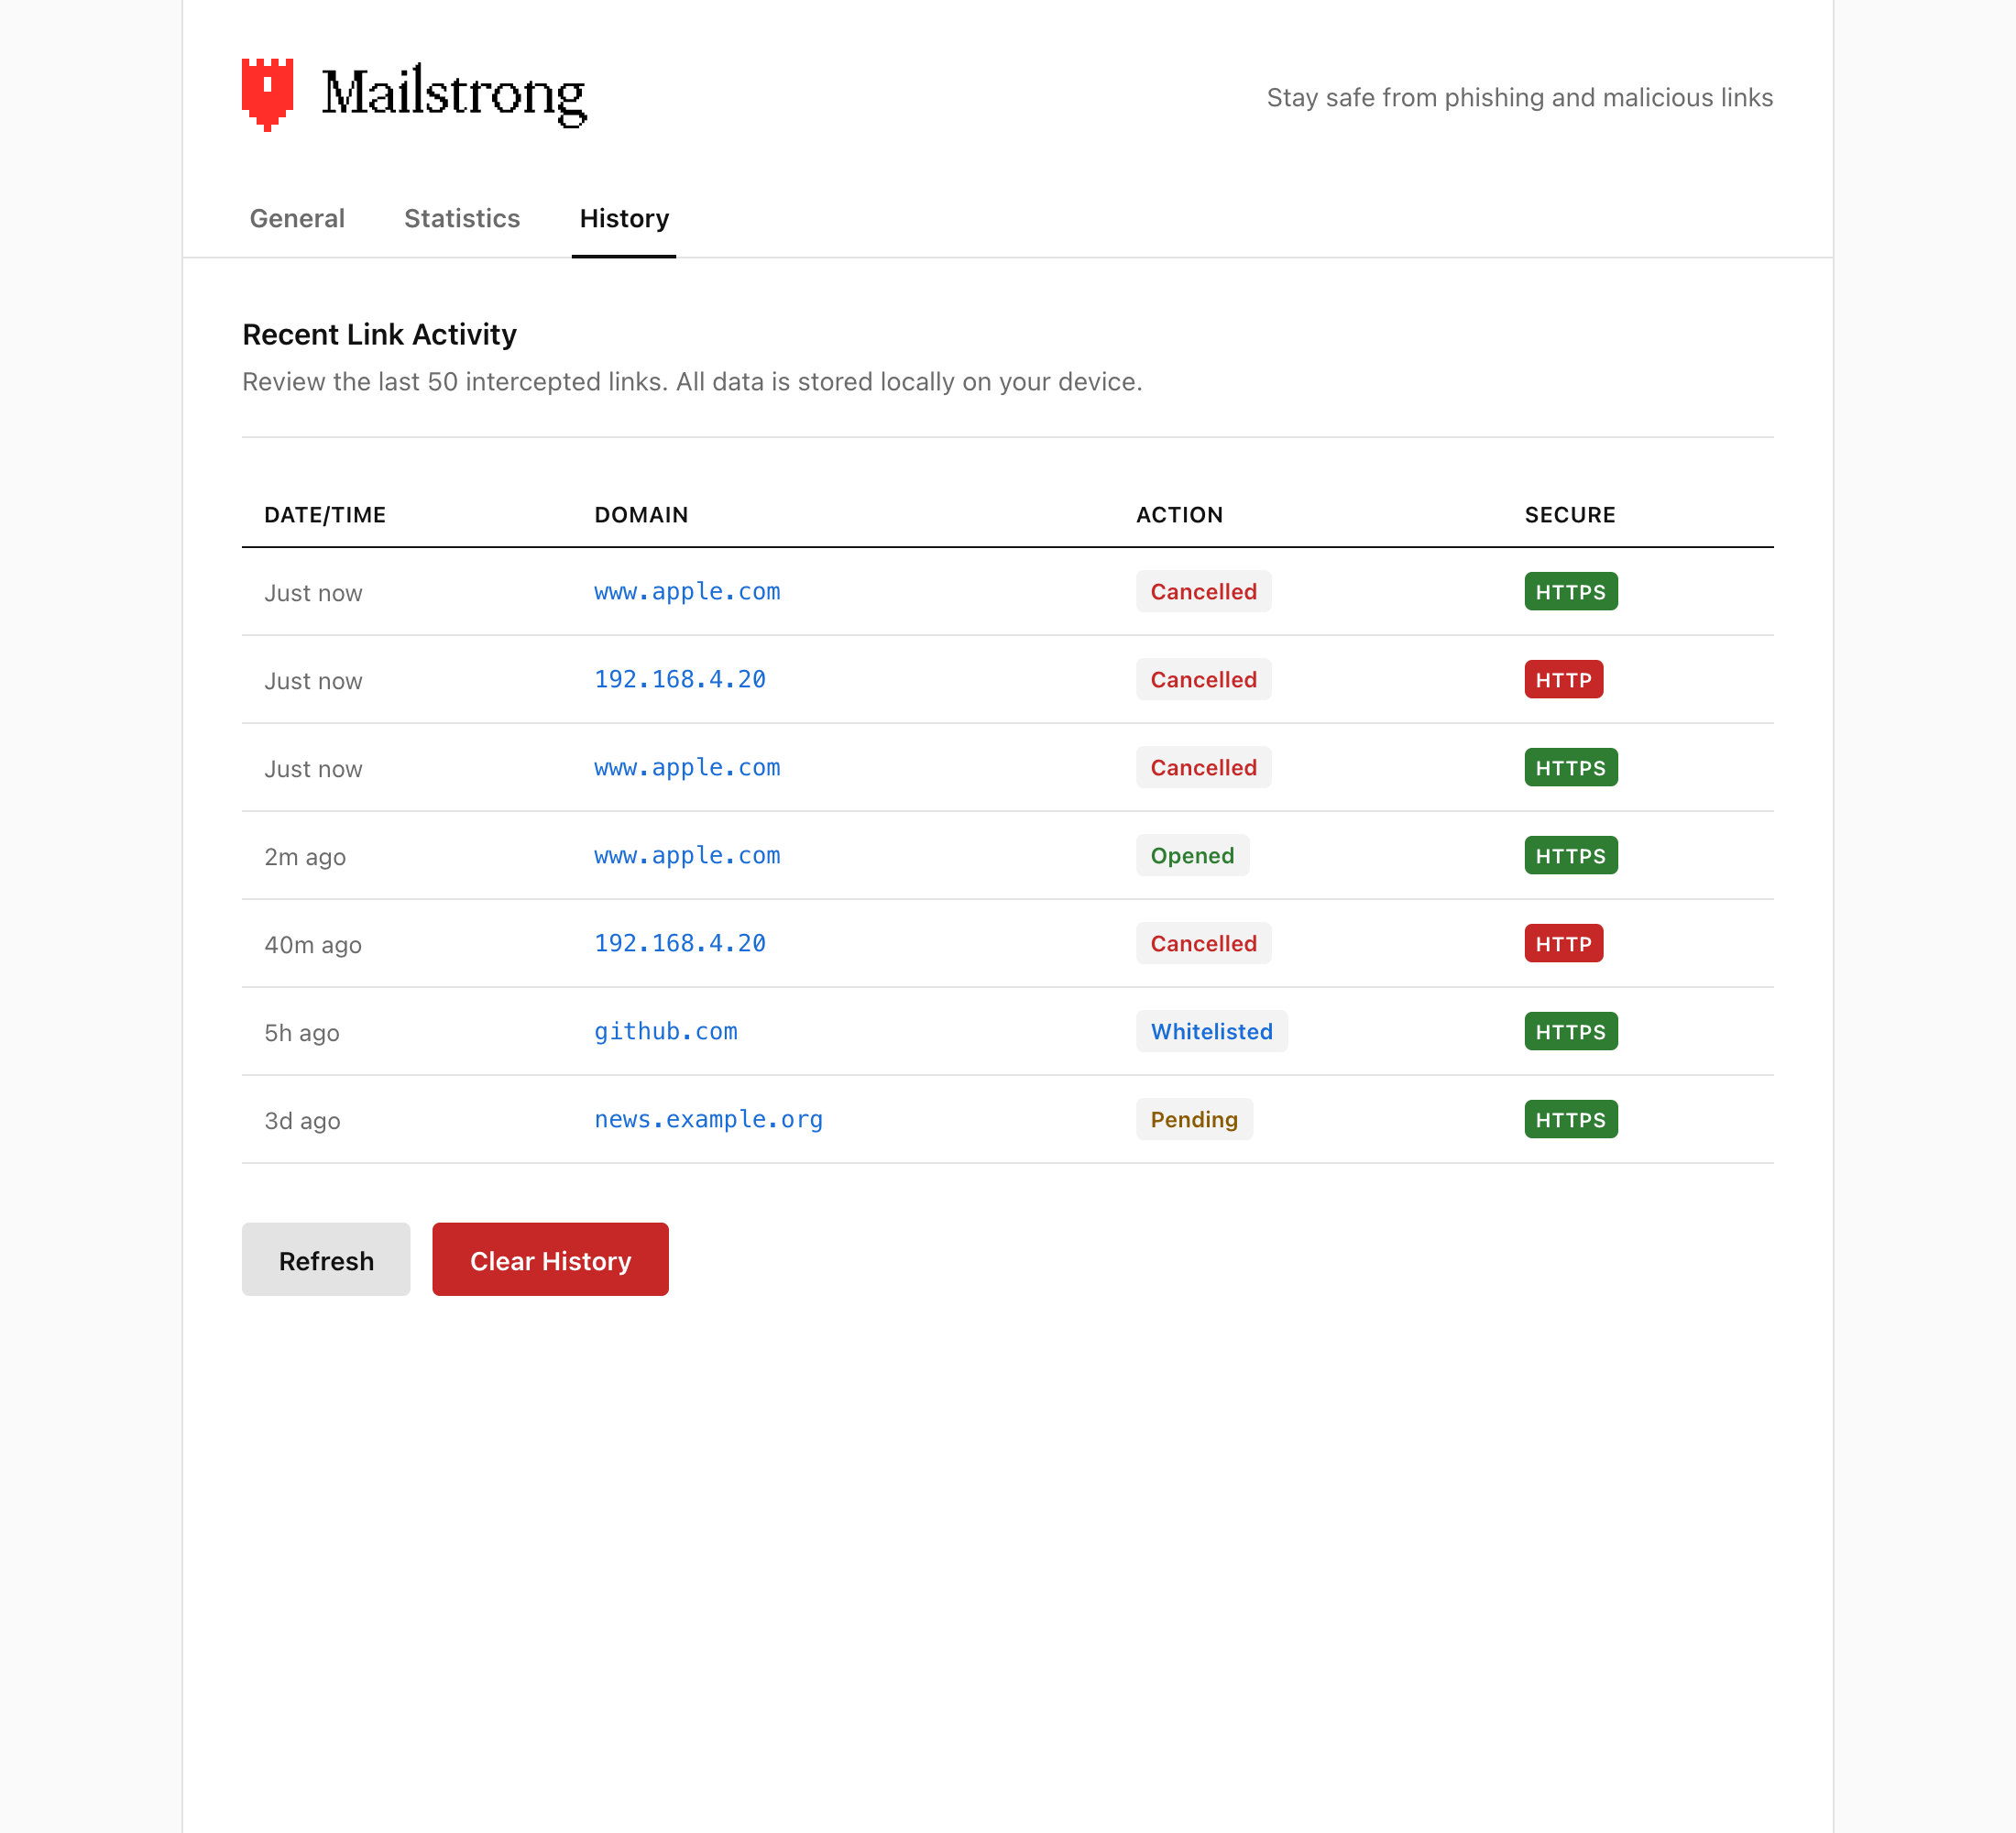 Mailstrong
Stay safe from phishing and malicious links
General Statistics History
Recent Link Activity
Review the last 50 intercepted links. All data is stored locally on your device.
DATE/TIME DOMAIN ACTION SECURE
Just now www.apple.com Cancelled HTTPS
Just now 192.168.4.20 Cancelled HTTP
Just now www.apple.com Cancelled HTTPS
2m ago www.apple.com Opened HTTPS
40m ago 192.168.4.20 Cancelled HTTP
5h ago github.com Whitelisted HTTPS
3d ago news.example.org Pending HTTPS
Refresh Clear History